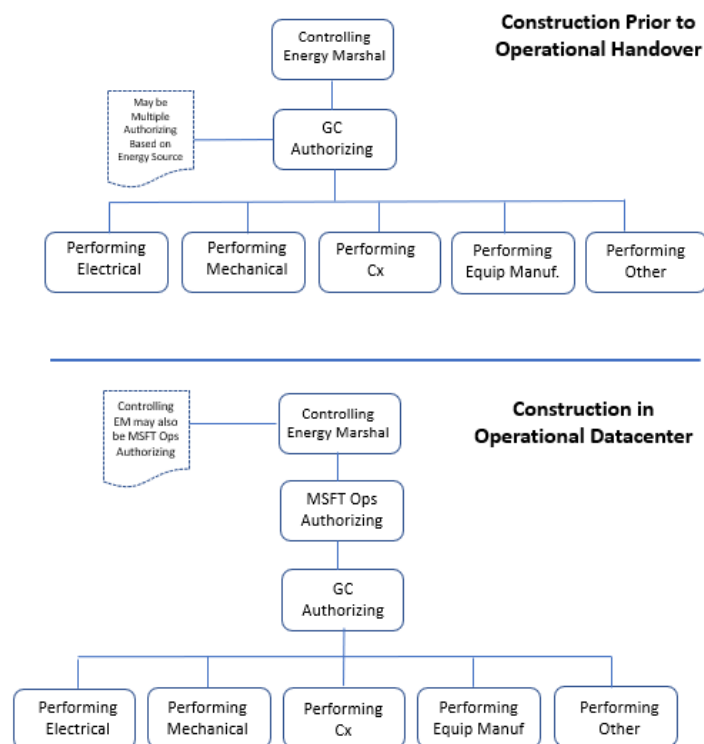 Construction Prior to
Operational Handover
Controlling
Energy Marshal
May be
Multiple
Authorizing
Based on
Energy Source
GC
Authorizing
Performing
Electrical
Performing
Mechanical
Performing
Cx
Performing
Equip Manuf.
Performing
Other
Construction in
Operational Datacenter
Controlling
EM may also
be MSFT Ops
Authorizing
Controlling
Energy Marshal
MSFT Ops
Authorizing
GC
Authorizing
Performing
Electrical
Performing
Mechanical
Performing
Cx
Performing
Equip Manuf
Performing
Other